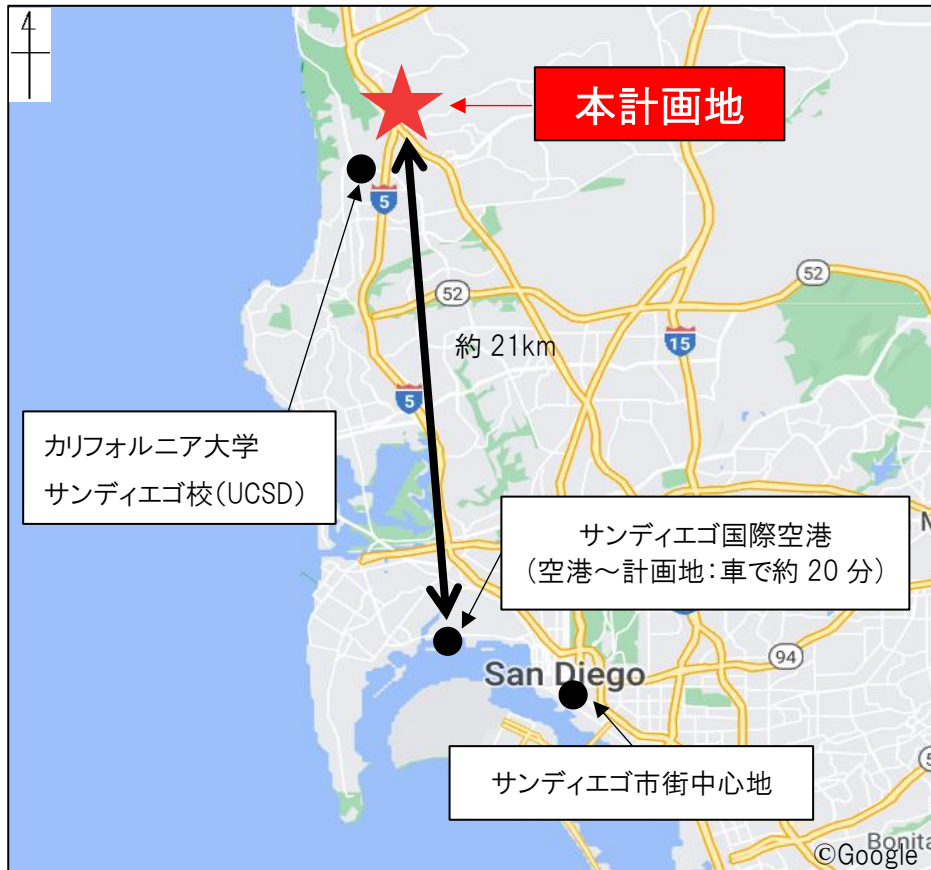 4
本計画地
5
52
52
約 21km
15
5
カリフォルニア大学
サンディエゴ校(UCSD)
サンディエゴ国際空港
(空港～計画地:車で約 20 分)
94
San Diego
サンディエゴ市街中心地
Bonita
©Google